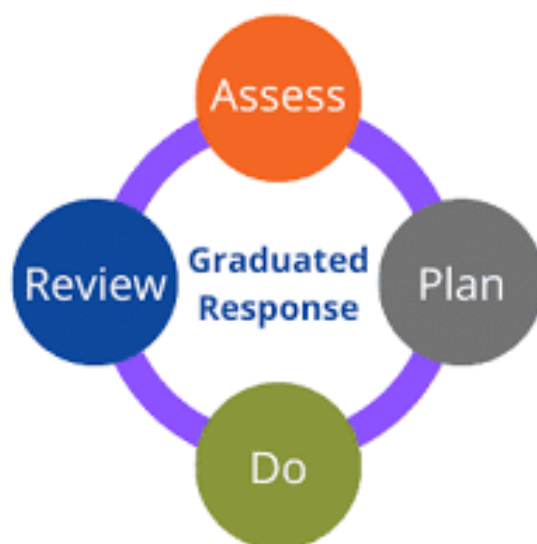 Assess
Review
Graduated
Response
Plan
Do